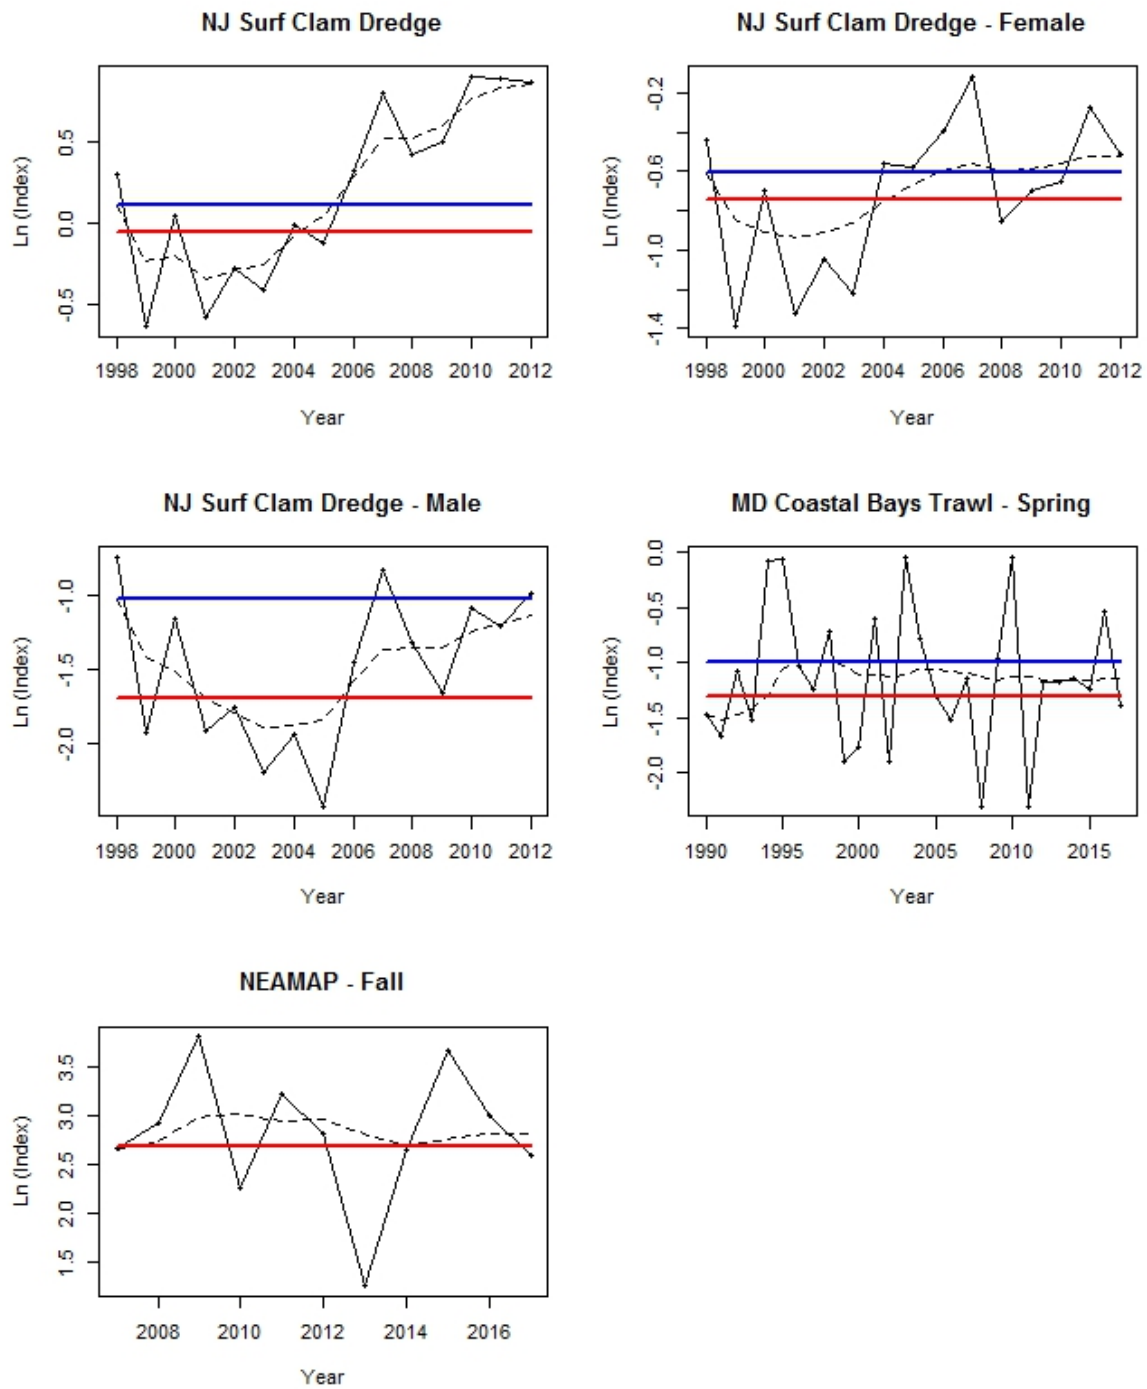 NJ Surf Clam Dredge
Ln (Index)
0.5
0.0
-0.5
1998 2000 2002 2004 2006 2008 2010 2012
Year
NJ Surf Clam Dredge - Female
Ln (Index)
-0.2
-0.6
-1.0
-1.4
1998 2000 2002 2004 2006 2008 2010 2012
Year
NJ Surf Clam Dredge - Male
Ln (Index)
-1.0
-1.5
-2.0
1998 2000 2002 2004 2006 2008 2010 2012
Year
MD Coastal Bays Trawl - Spring
Ln (Index)
0.0
-0.5
-1.0
-1.5
-2.0
1990 1995 2000 2005 2010 2015
Year
NEAMAP - Fall
Ln (Index)
3.5
3.0
2.5
2.0
1.5
2008 2010 2012 2014 2016
Year